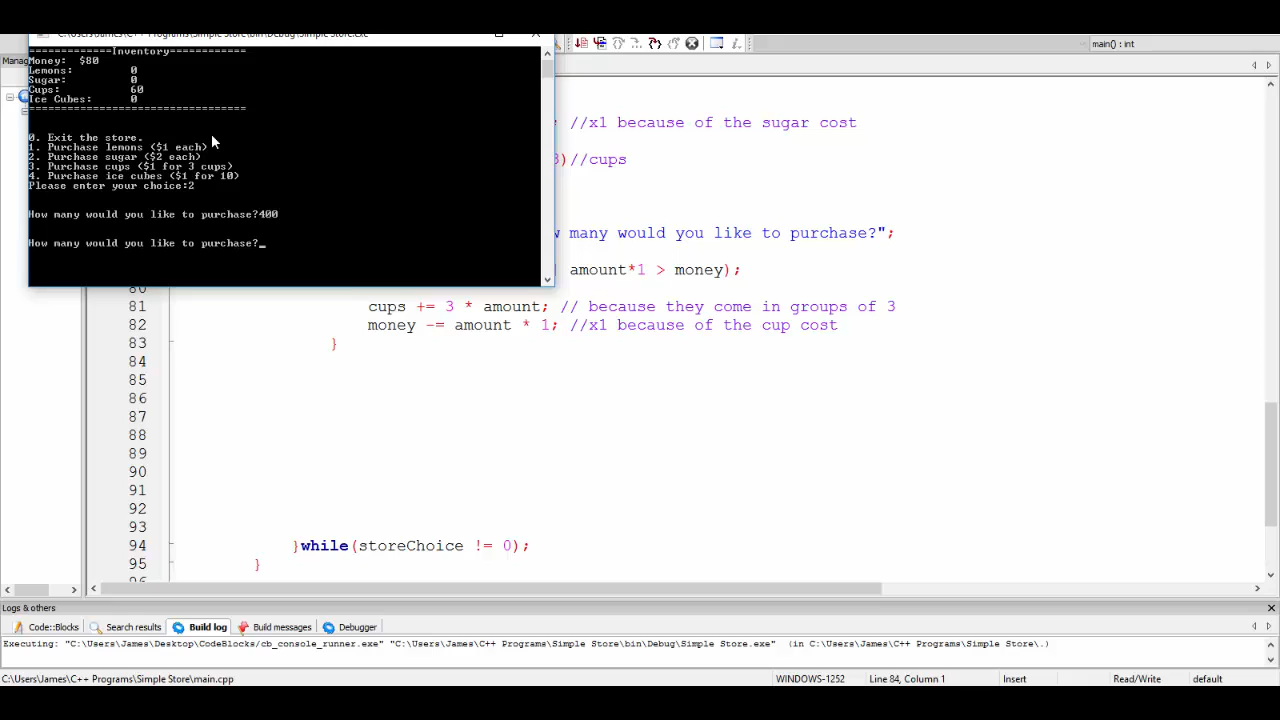 C:\Users\James\C++ Programs\Simple Store\bin\Debug\Simple Store.exe
=============Inventory============
Money: $80
Lemons: 0
Sugar: 0
Cups: 60
Ice Cubes: 0
==================================
0. Exit the store.
1. Purchase lemons ($1 each)
2. Purchase sugar ($2 each)
3. Purchase cups ($1 for 3 cups)
4. Purchase ice cubes ($1 for 10)
Please enter your choice:2
How many would you like to purchase?400
How many would you like to purchase?_
main() : int
Manag
//x1 because of the sugar cost
)//cups
many would you like to purchase?";
amount*1 > money);
80
81 cups += 3 * amount; // because they come in groups of 3
82 money -= amount * 1; //x1 because of the cup cost
83 }
84
85
86
87
88
89
90
91
92
93
94 }while(storeChoice != 0);
95 }
96
Logs & others
Code::Blocks
Search results
Build log
Build messages
Debugger
Executing: "C:\Users\James\Desktop\CodeBlocks/cb_console_runner.exe" "C:\Users\James\C++ Programs\Simple Store\bin\Debug\Simple Store.exe" (in C:\Users\James\C++ Programs\Simple Store\.)
C:\Users\James\C++ Programs\Simple Store\main.cpp
WINDOWS-1252
Line 84, Column 1
Insert
Read/Write
default